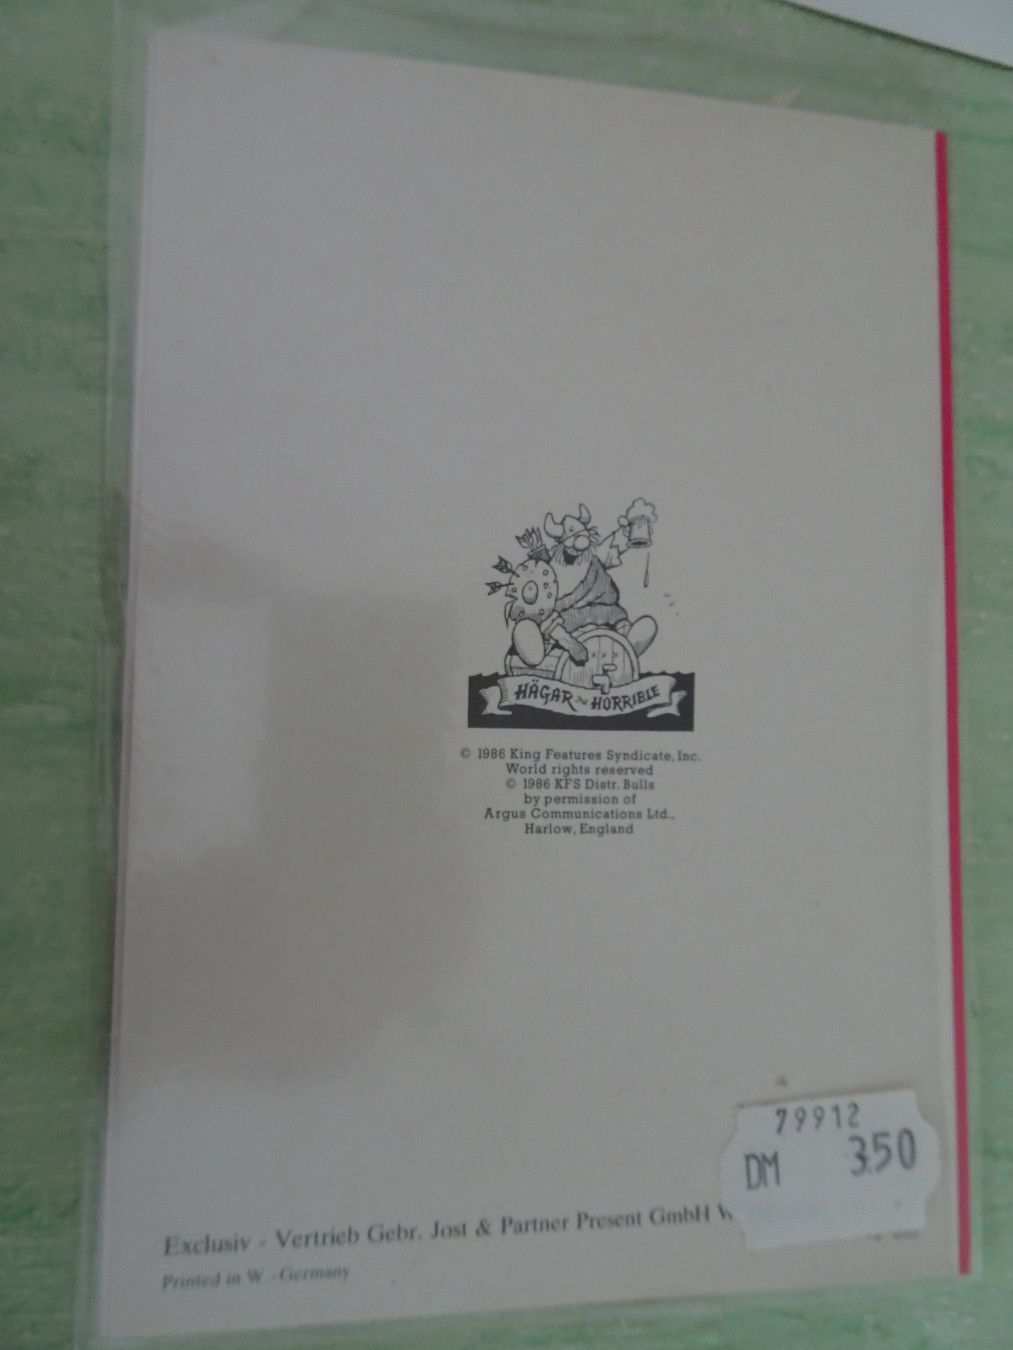 HÄGAR THE HORRIBLE
© 1986 King Features Syndicate, Inc.
World rights reserved
© 1986 KFS Distr. Bulls
by permission of
Argus Communications Ltd.,
Harlow, England
79912
DM 3.50
Exclusiv - Vertrieb Gebr. Jost & Partner Present GmbH
Printed in W.-Germany